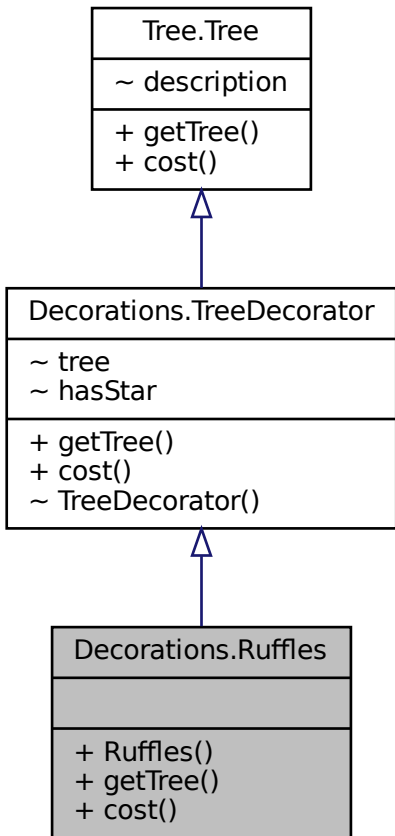 Tree.Tree
~ description
+ getTree()
+ cost()
Decorations.TreeDecorator
~ tree
~ hasStar
+ getTree()
+ cost()
~ TreeDecorator()
Decorations.Ruffles
+ Ruffles()
+ getTree()
+ cost()